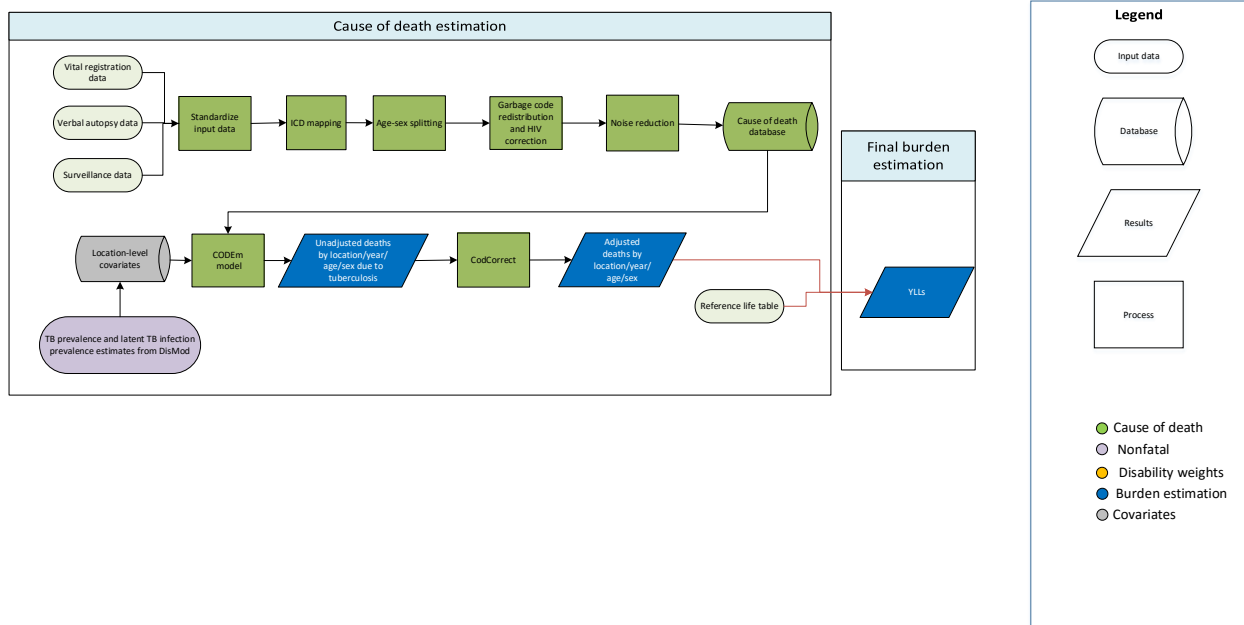 Cause of death estimation
Vital registration
data
Verbal autopsy data
Surveillance data
Standardize
input data
ICD mapping
Age-sex splitting
Garbage code
redistribution
and HIV
correction
Noise reduction
Cause of death
database
Location-level
covariates
CODEm
model
Unadjusted deaths
by location/year/
age/sex due to
tuberculosis
CodCorrect
Adjusted
deaths by
location/year/
age/sex
Reference life table
TB prevalence and latent TB infection
prevalence estimates from DisMod
Final burden
estimation
YLLs
Legend
Input data
Database
Results
Process
Cause of death
Nonfatal
Disability weights
Burden estimation
Covariates